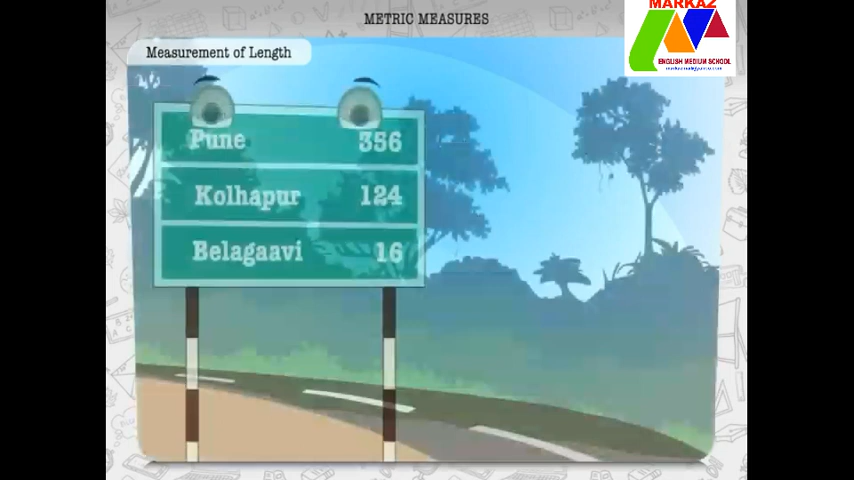 METRIC MEASURES
MARKAZ
ENGLISH MEDIUM SCHOOL
Measurement of Length
Pune 356
Kolhapur 124
Belagaavi 16